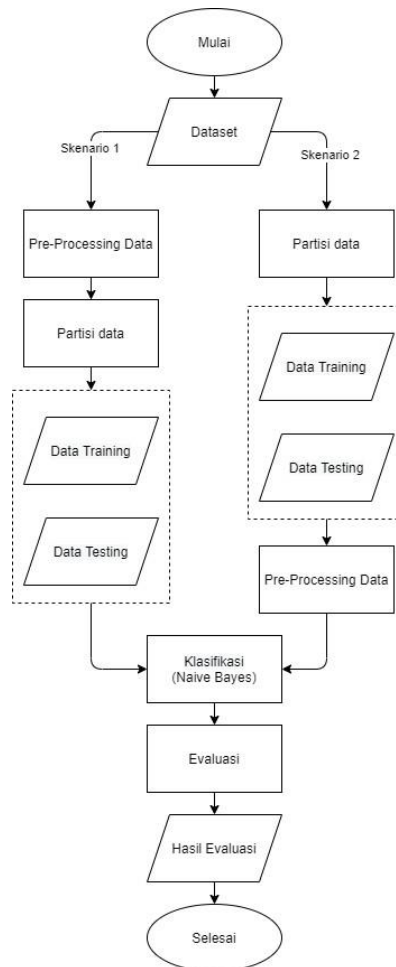 Mulai
Dataset
Skenario 1
Skenario 2
Pre-Processing Data
Partisi data
Partisi data
Data Training
Data Testing
Data Training
Data Testing
Pre-Processing Data
Klasifikasi
(Naive Bayes)
Evaluasi
Hasil Evaluasi
Selesai